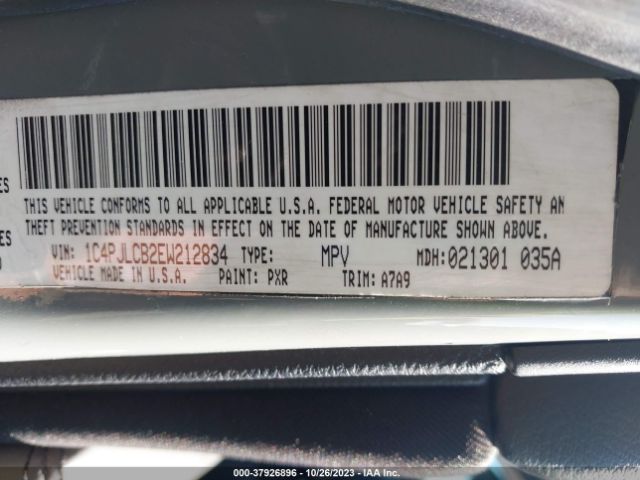 ES
THIS VEHICLE CONFORMS TO ALL APPLICABLE U.S.A. FEDERAL MOTOR VEHICLE SAFETY AN
THEFT PREVENTION STANDARDS IN EFFECT ON THE DATE OF MANUFACTURE SHOWN ABOVE.
ES
VIN: 1C4PJLCB2EW212834 TYPE: MPV MDH:021301 035A
VEHICLE MADE IN U.S.A. PAINT: PXR TRIM: A7A9
000-37926896 - 10/26/2023 - IAA Inc.